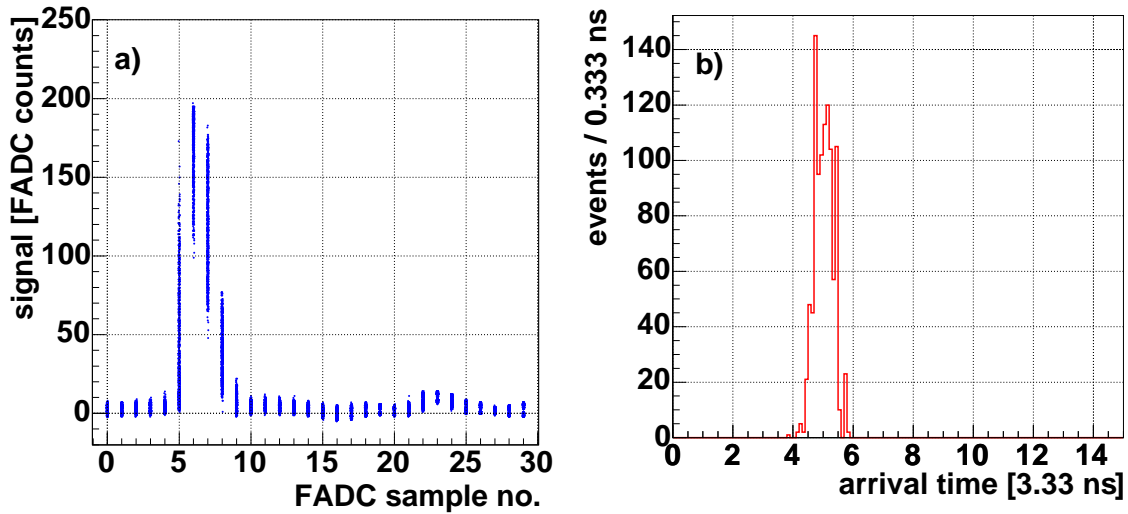 a)
signal [FADC counts]
250
200
150
100
50
0
0 5 10 15 20 25 30
FADC sample no.
b)
events / 0.333 ns
140
120
100
80
60
40
20
0
0 2 4 6 8 10 12 14
arrival time [3.33 ns]